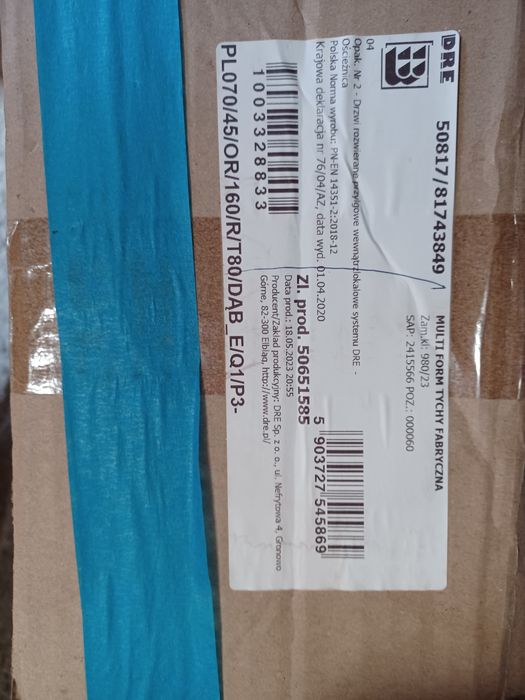 DRE
50817/81743849
MULTI FORM TYCHY FABRYCZNA
Zam.kl: 980/23
SAP: 2415566 POZ.: 000060
B
04
Opak. Nr 2 - Drzwi rozwierane przylgowe wewnątrzlokalowe systemu DRE -
Ościeżnica
Polska Norma wyrobu: PN-EN 14351-2:2018-12
Krajowa deklaracja nr 76/04/AZ, data wyd. 01.04.2020
5 903727 545869
1003328833
Zl. prod. 50651585
Data prod.: 18.05.2023 20:55
Producent/Zakład produkcyjny: DRE Sp. z o. o., ul. Nefrytowa 4, Gronowo
Górne, 82-300 Elbląg, http://www.dre.pl/
PL070/45/OR/160/R/T80/DĄB_E/Q1/P3-